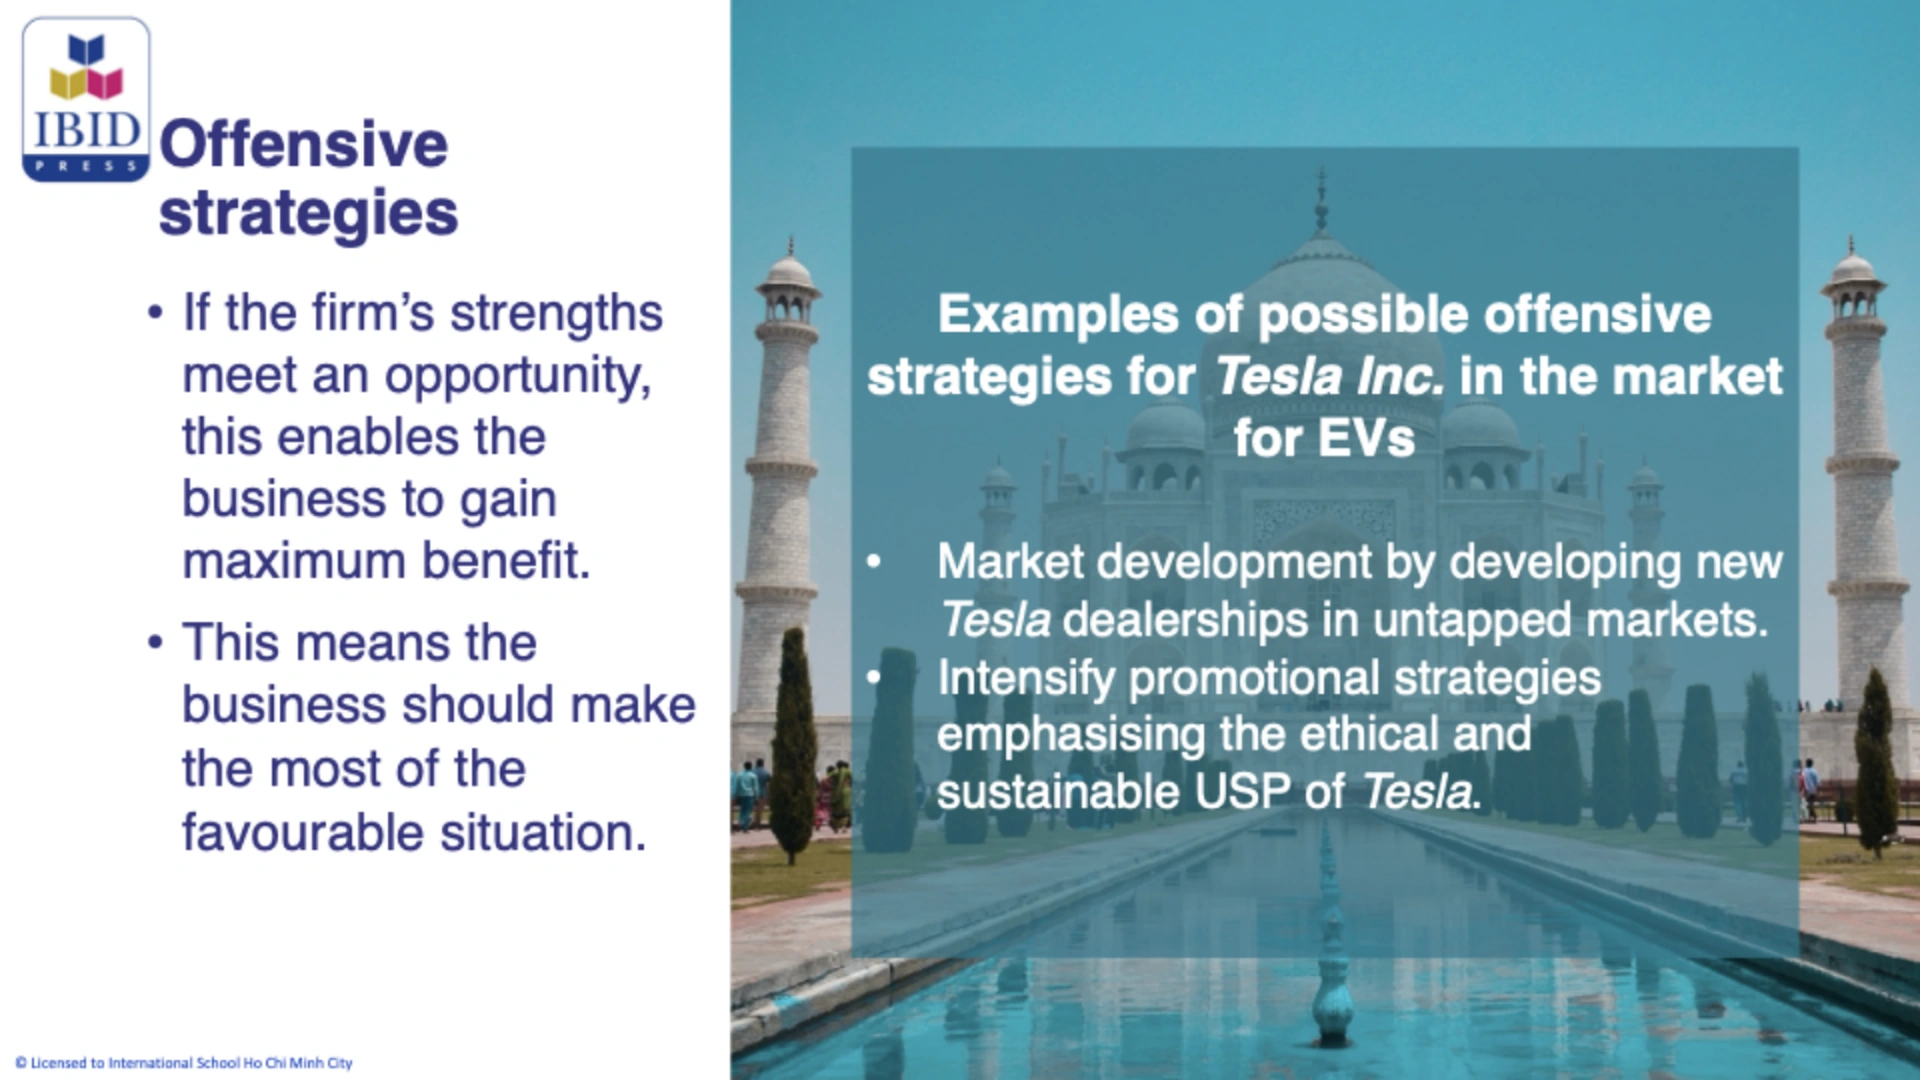 IBID
PRESS
Offensive
strategies
• If the firm’s strengths
meet an opportunity,
this enables the
business to gain
maximum benefit.
• This means the
business should make
the most of the
favourable situation.
Examples of possible offensive
strategies for Tesla Inc. in the market
for EVs
• Market development by developing new
Tesla dealerships in untapped markets.
• Intensify promotional strategies
emphasising the ethical and
sustainable USP of Tesla.
© Licensed to International School Ho Chi Minh City